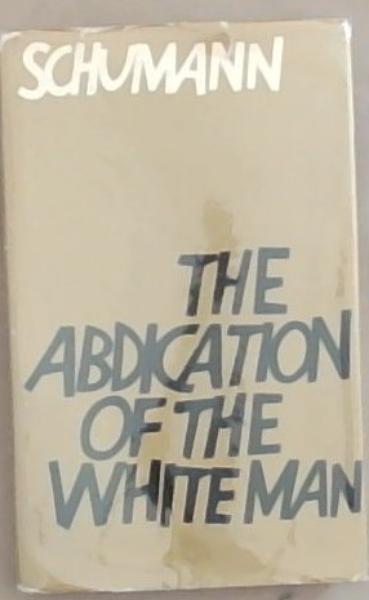 SCHUMANN
THE
ABDICATION
OF THE
WHITE MAN